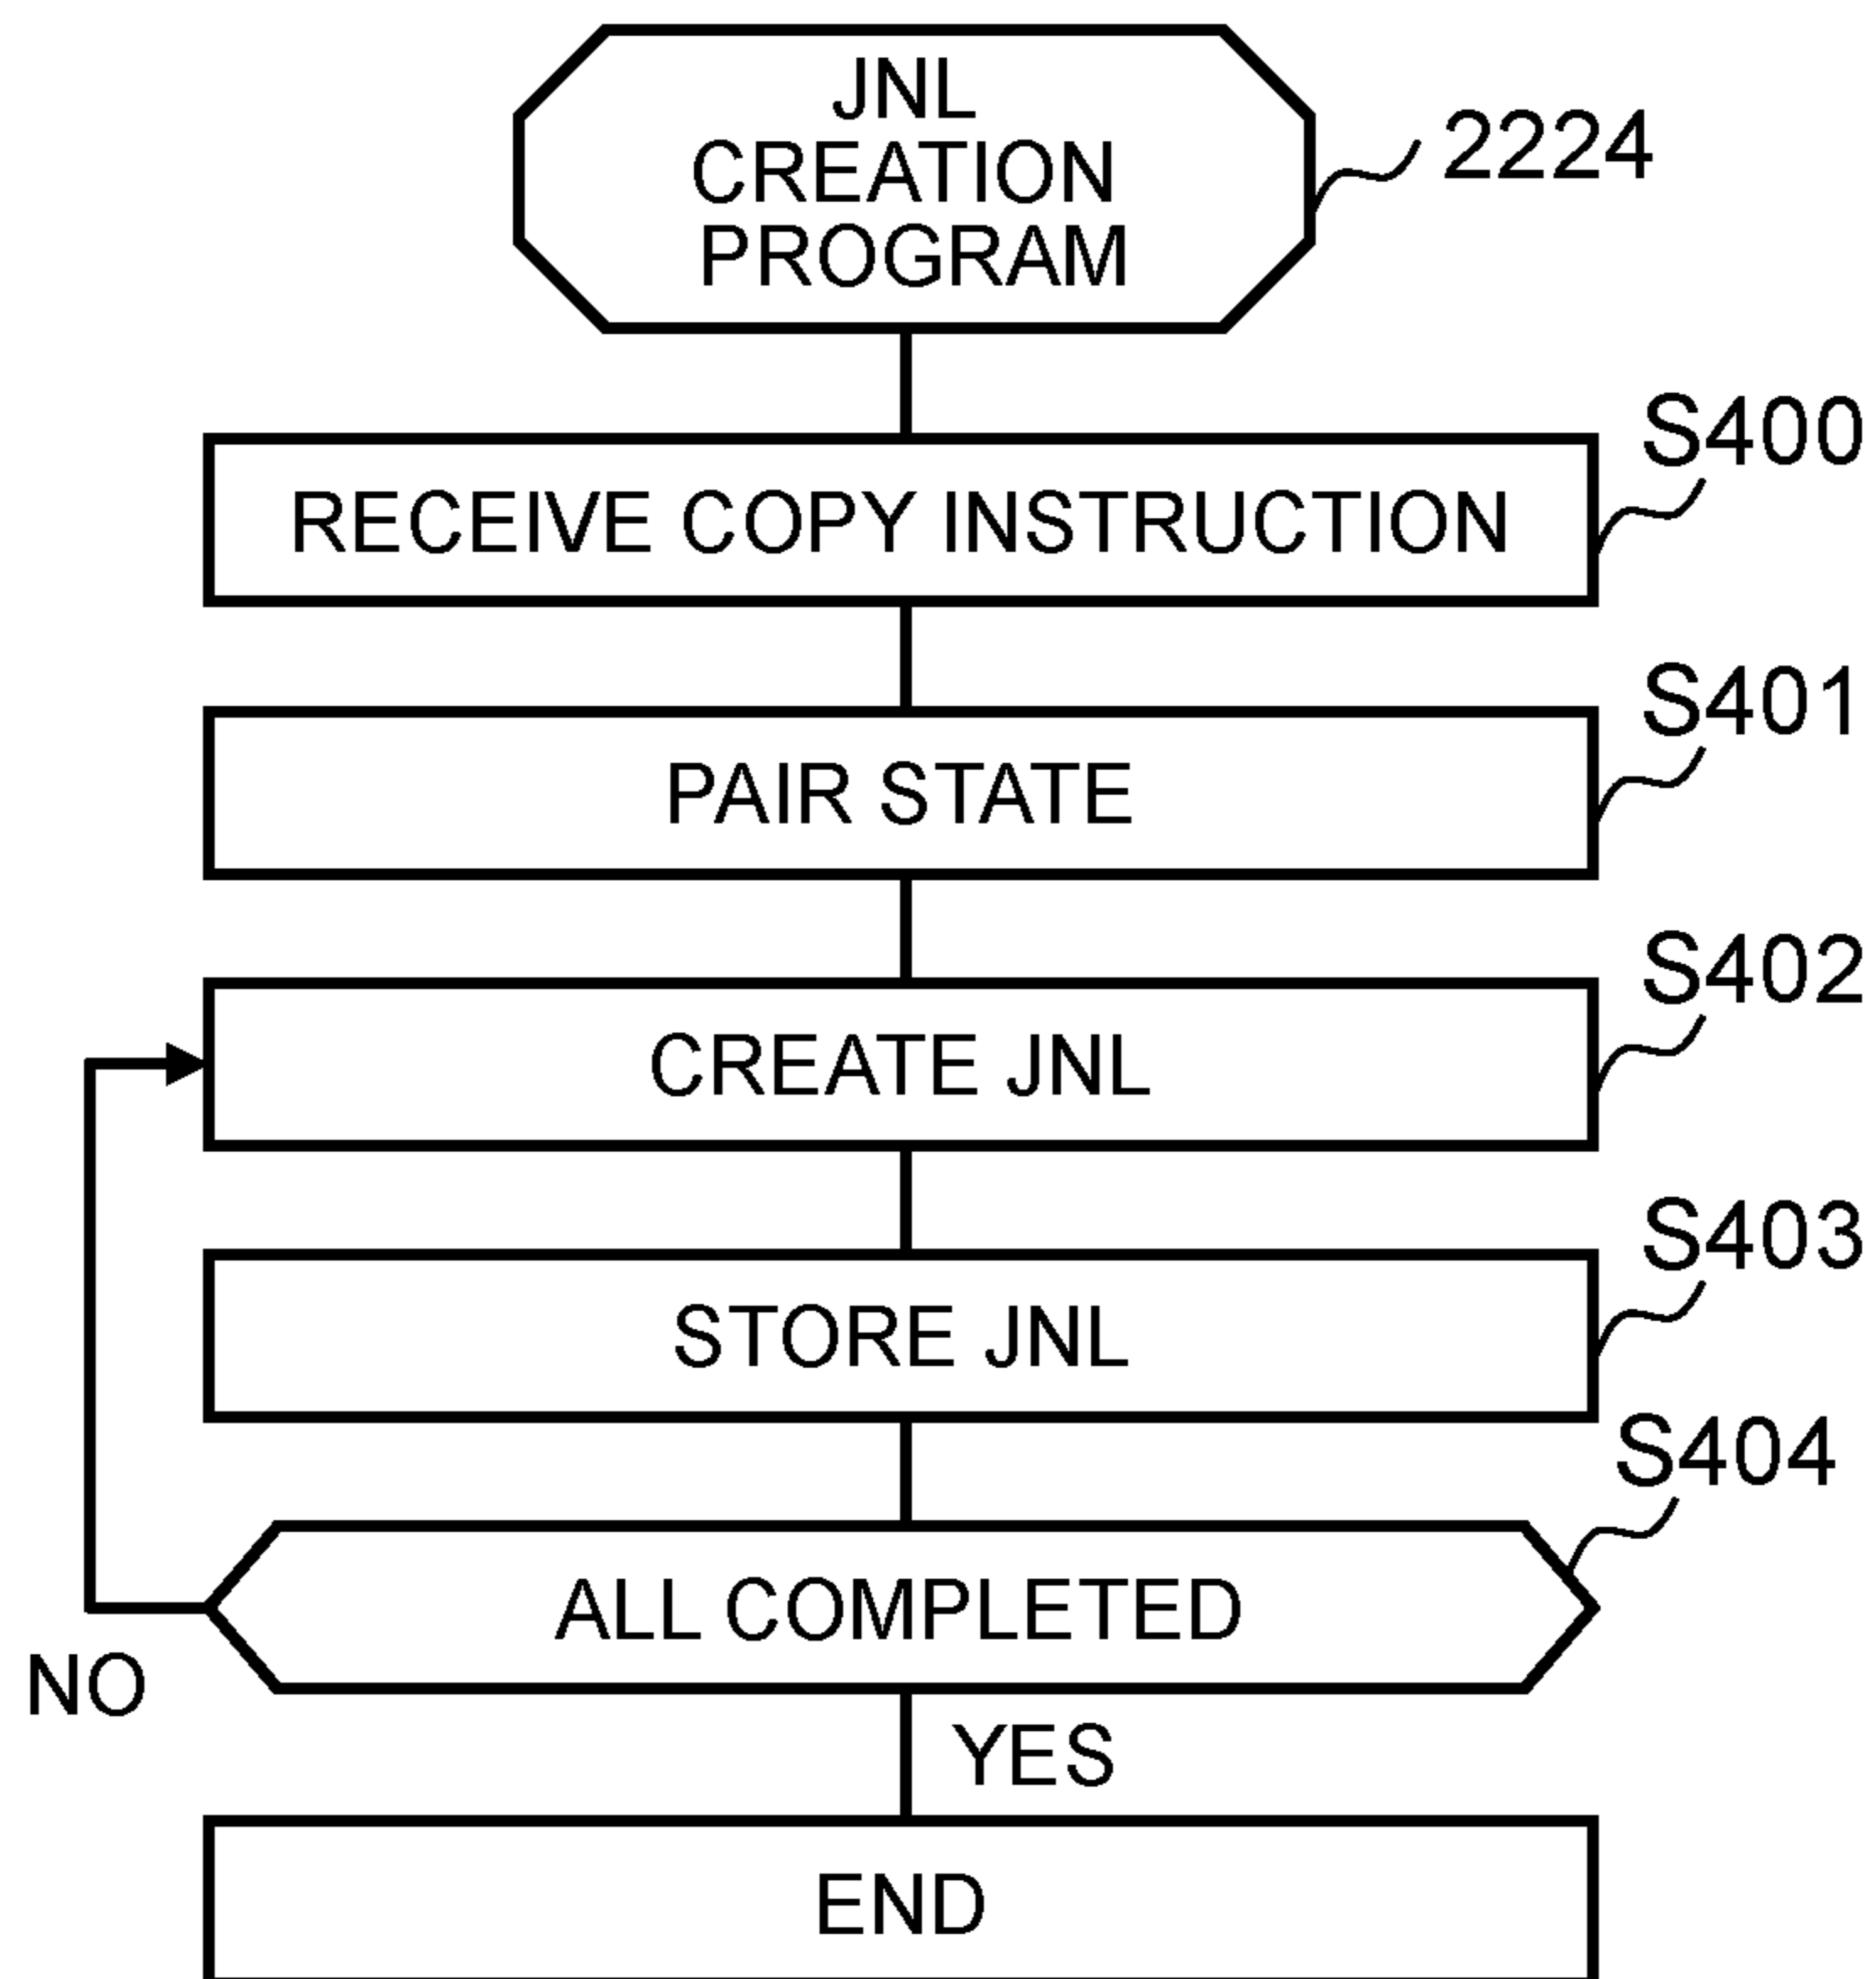 JNL
CREATION
PROGRAM
2224
S400
RECEIVE COPY INSTRUCTION
S401
PAIR STATE
S402
CREATE JNL
S403
STORE JNL
S404
ALL COMPLETED
NO
YES
END